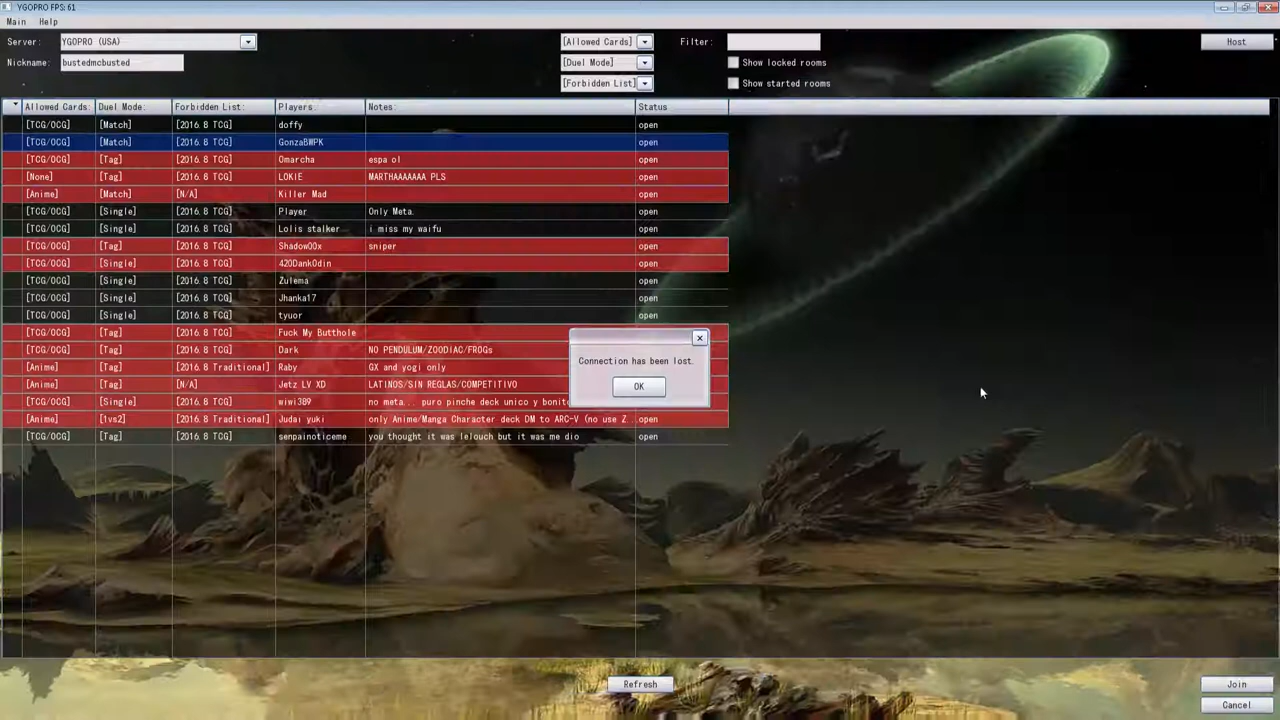 YGOPRO FPS: 61
Main Help
Server: YGOPRO (USA) [Allowed Cards] Filter: Host
Nickname: bustedmcbusted [Duel Mode] Show locked rooms
[Forbidden List] Show started rooms
Allowed Cards: Duel Mode: Forbidden List: Players: Notes: Status
[TCG/OCG] [Match] [2016.8 TCG] doffy open
[TCG/OCG] [Match] [2016.8 TCG] GonzaBWPK open
[TCG/OCG] [Tag] [2016.8 TCG] Omarcha espa ol open
[None] [Tag] [2016.8 TCG] LOKIE MARTHAAAAAAA PLS open
[Anime] [Match] [N/A] Killer Mad open
[TCG/OCG] [Single] [2016.8 TCG] Player Only Meta. open
[TCG/OCG] [Single] [2016.8 TCG] Lolis stalker i miss my waifu open
[TCG/OCG] [Tag] [2016.8 TCG] Shadow00x sniper open
[TCG/OCG] [Single] [2016.8 TCG] 420DankOdin open
[TCG/OCG] [Single] [2016.8 TCG] Zulema open
[TCG/OCG] [Single] [2016.8 TCG] Jhanka17 open
[TCG/OCG] [Single] [2016.8 TCG] tyuor open
[TCG/OCG] [Tag] [2016.8 TCG] Fuck My Butthole
[TCG/OCG] [Tag] [2016.8 TCG] Dark NO PENDULUM/ZOODIAC/FROGs
[Anime] [Tag] [2016.8 Traditional] Raby GX and yogi only
[Anime] [Tag] [N/A] Jetz LV XD LATINOS/SIN REGLAS/COMPETITIVO
[TCG/OCG] [Single] [2016.8 TCG] wiwi389 no meta... puro pinche deck unico y bonito
[Anime] [1vs2] [2016.8 Traditional] Judai yuki only Anime/Manga Character deck DM to ARC-V (no use Z... open
[TCG/OCG] [Tag] [2016.8 TCG] senpainoticeme you thought it was lelouch but it was me dio open
Connection has been lost.
OK
Refresh Join
Cancel